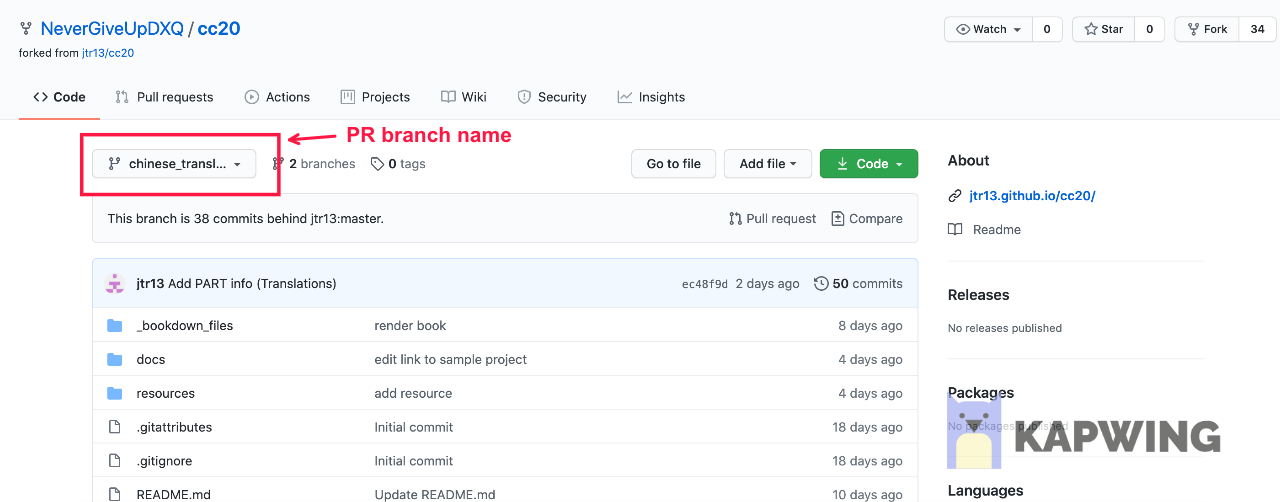 NeverGiveUpDXQ / cc20
Watch 0 Star 0 Fork 34
forked from jtr13/cc20
Code Pull requests Actions Projects Wiki Security Insights
PR branch name
chinese_transl... 2 branches 0 tags Go to file Add file Code
This branch is 38 commits behind jtr13:master. Pull request Compare
jtr13 Add PART info (Translations) ec48f9d 2 days ago 50 commits
_bookdown_files render book 8 days ago
docs edit link to sample project 4 days ago
resources add resource 4 days ago
.gitattributes Initial commit 18 days ago
.gitignore Initial commit 18 days ago
README.md Update README.md 10 days ago
About
jtr13.github.io/cc20/
Readme
Releases
No releases published
Packages
No packages published
KAPWING
Languages